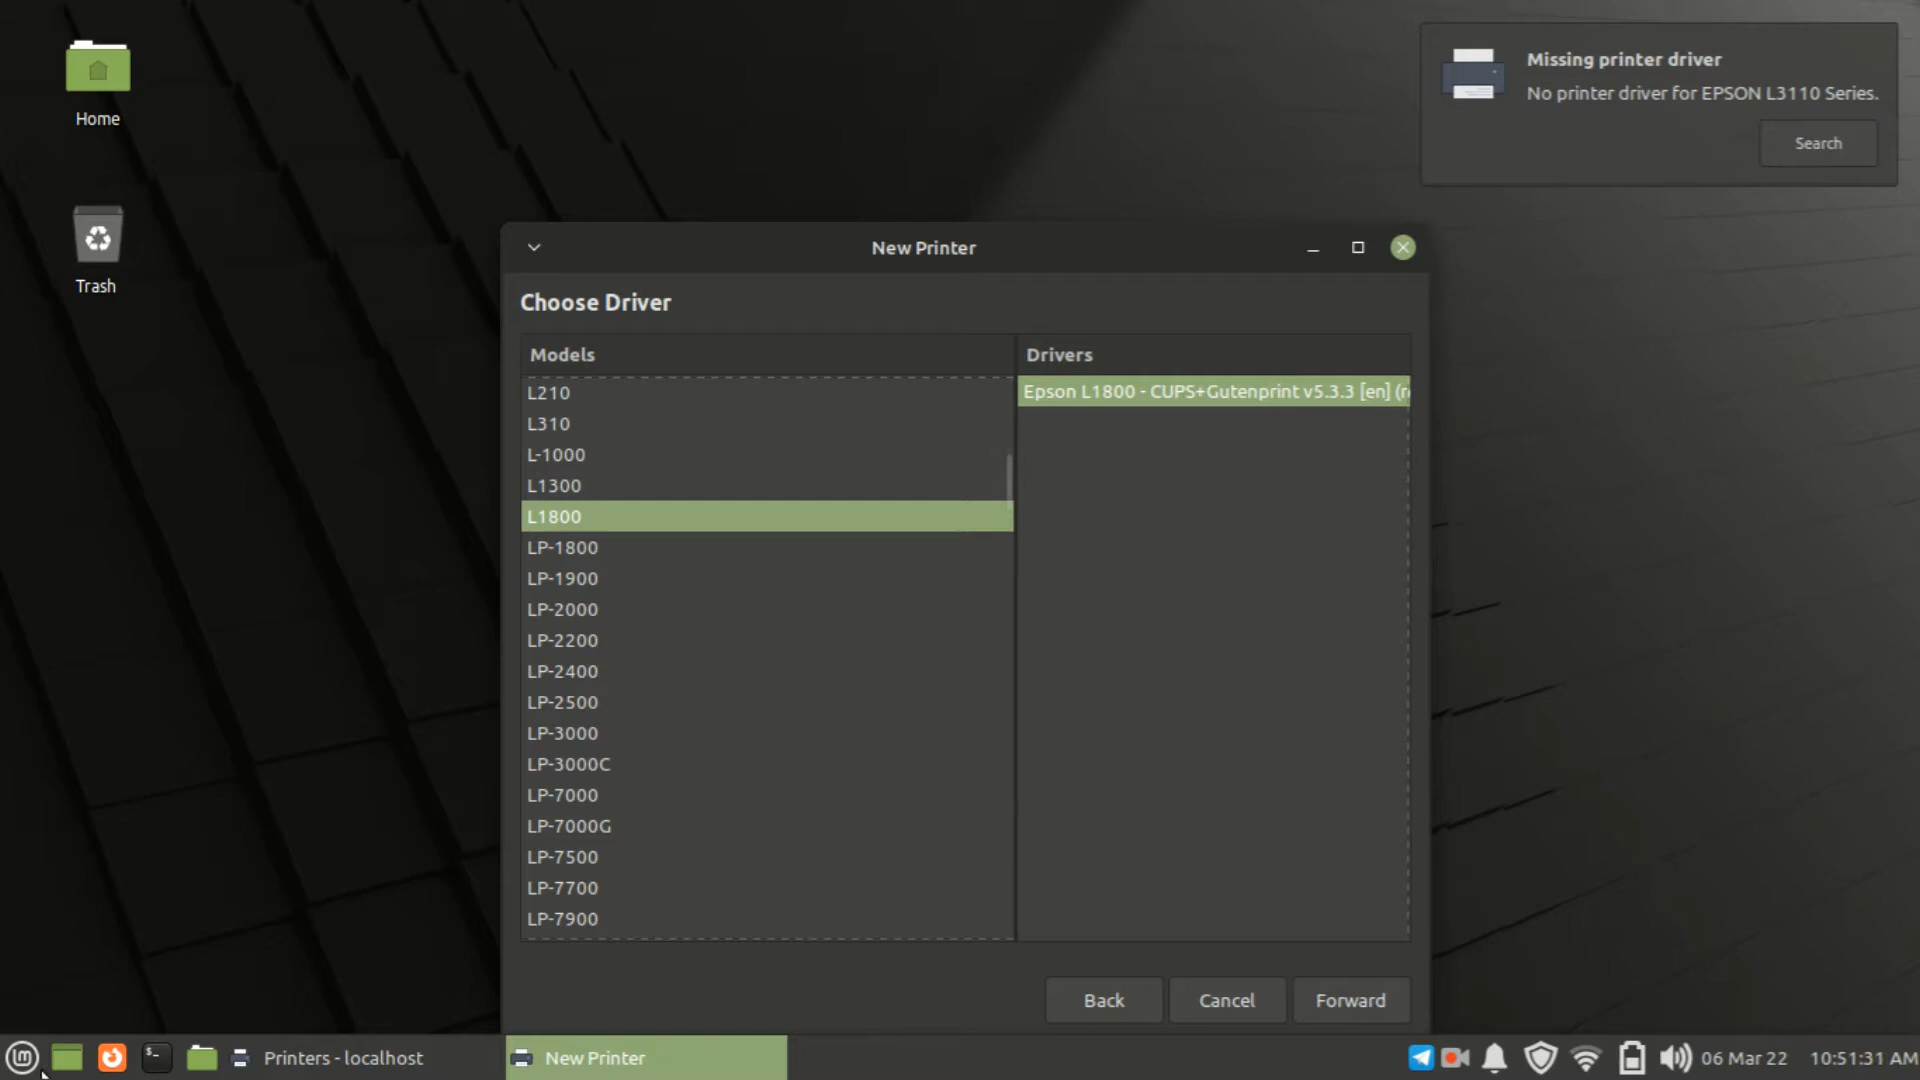 Home
Trash
Missing printer driver
No printer driver for EPSON L3110 Series.
Search
New Printer
Choose Driver
Models
Drivers
L210
L310
L-1000
L1300
L1800
LP-1800
LP-1900
LP-2000
LP-2200
LP-2400
LP-2500
LP-3000
LP-3000C
LP-7000
LP-7000G
LP-7500
LP-7700
LP-7900
Epson L1800 - CUPS+Gutenprint v5.3.3 [en] (r
Back
Cancel
Forward
Printers - localhost
New Printer
06 Mar 22
10:51:31 AM